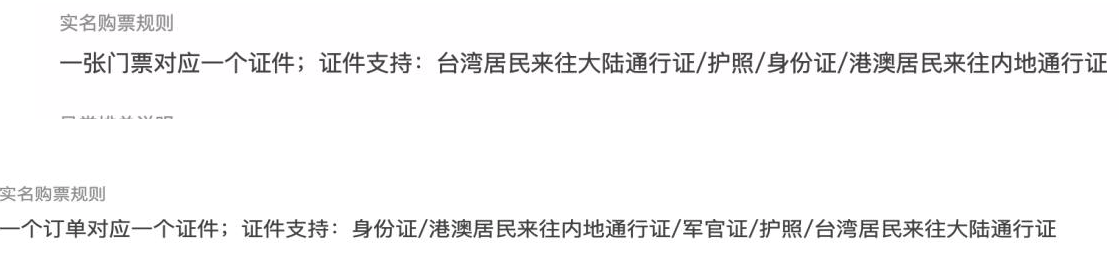 实名购票规则
一张门票对应一个证件；证件支持：台湾居民来往大陆通行证/护照/身份证/港澳居民来往内地通行证
实名购票规则
一个订单对应一个证件；证件支持：身份证/港澳居民来往内地通行证/军官证/护照/台湾居民来往大陆通行证